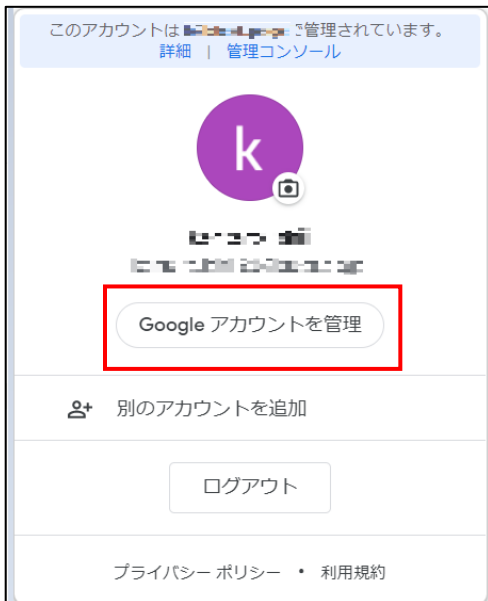 このアカウントは で管理されています。
詳細 | 管理コンソール
k
Google アカウントを管理
別のアカウントを追加
ログアウト
プライバシー ポリシー • 利用規約